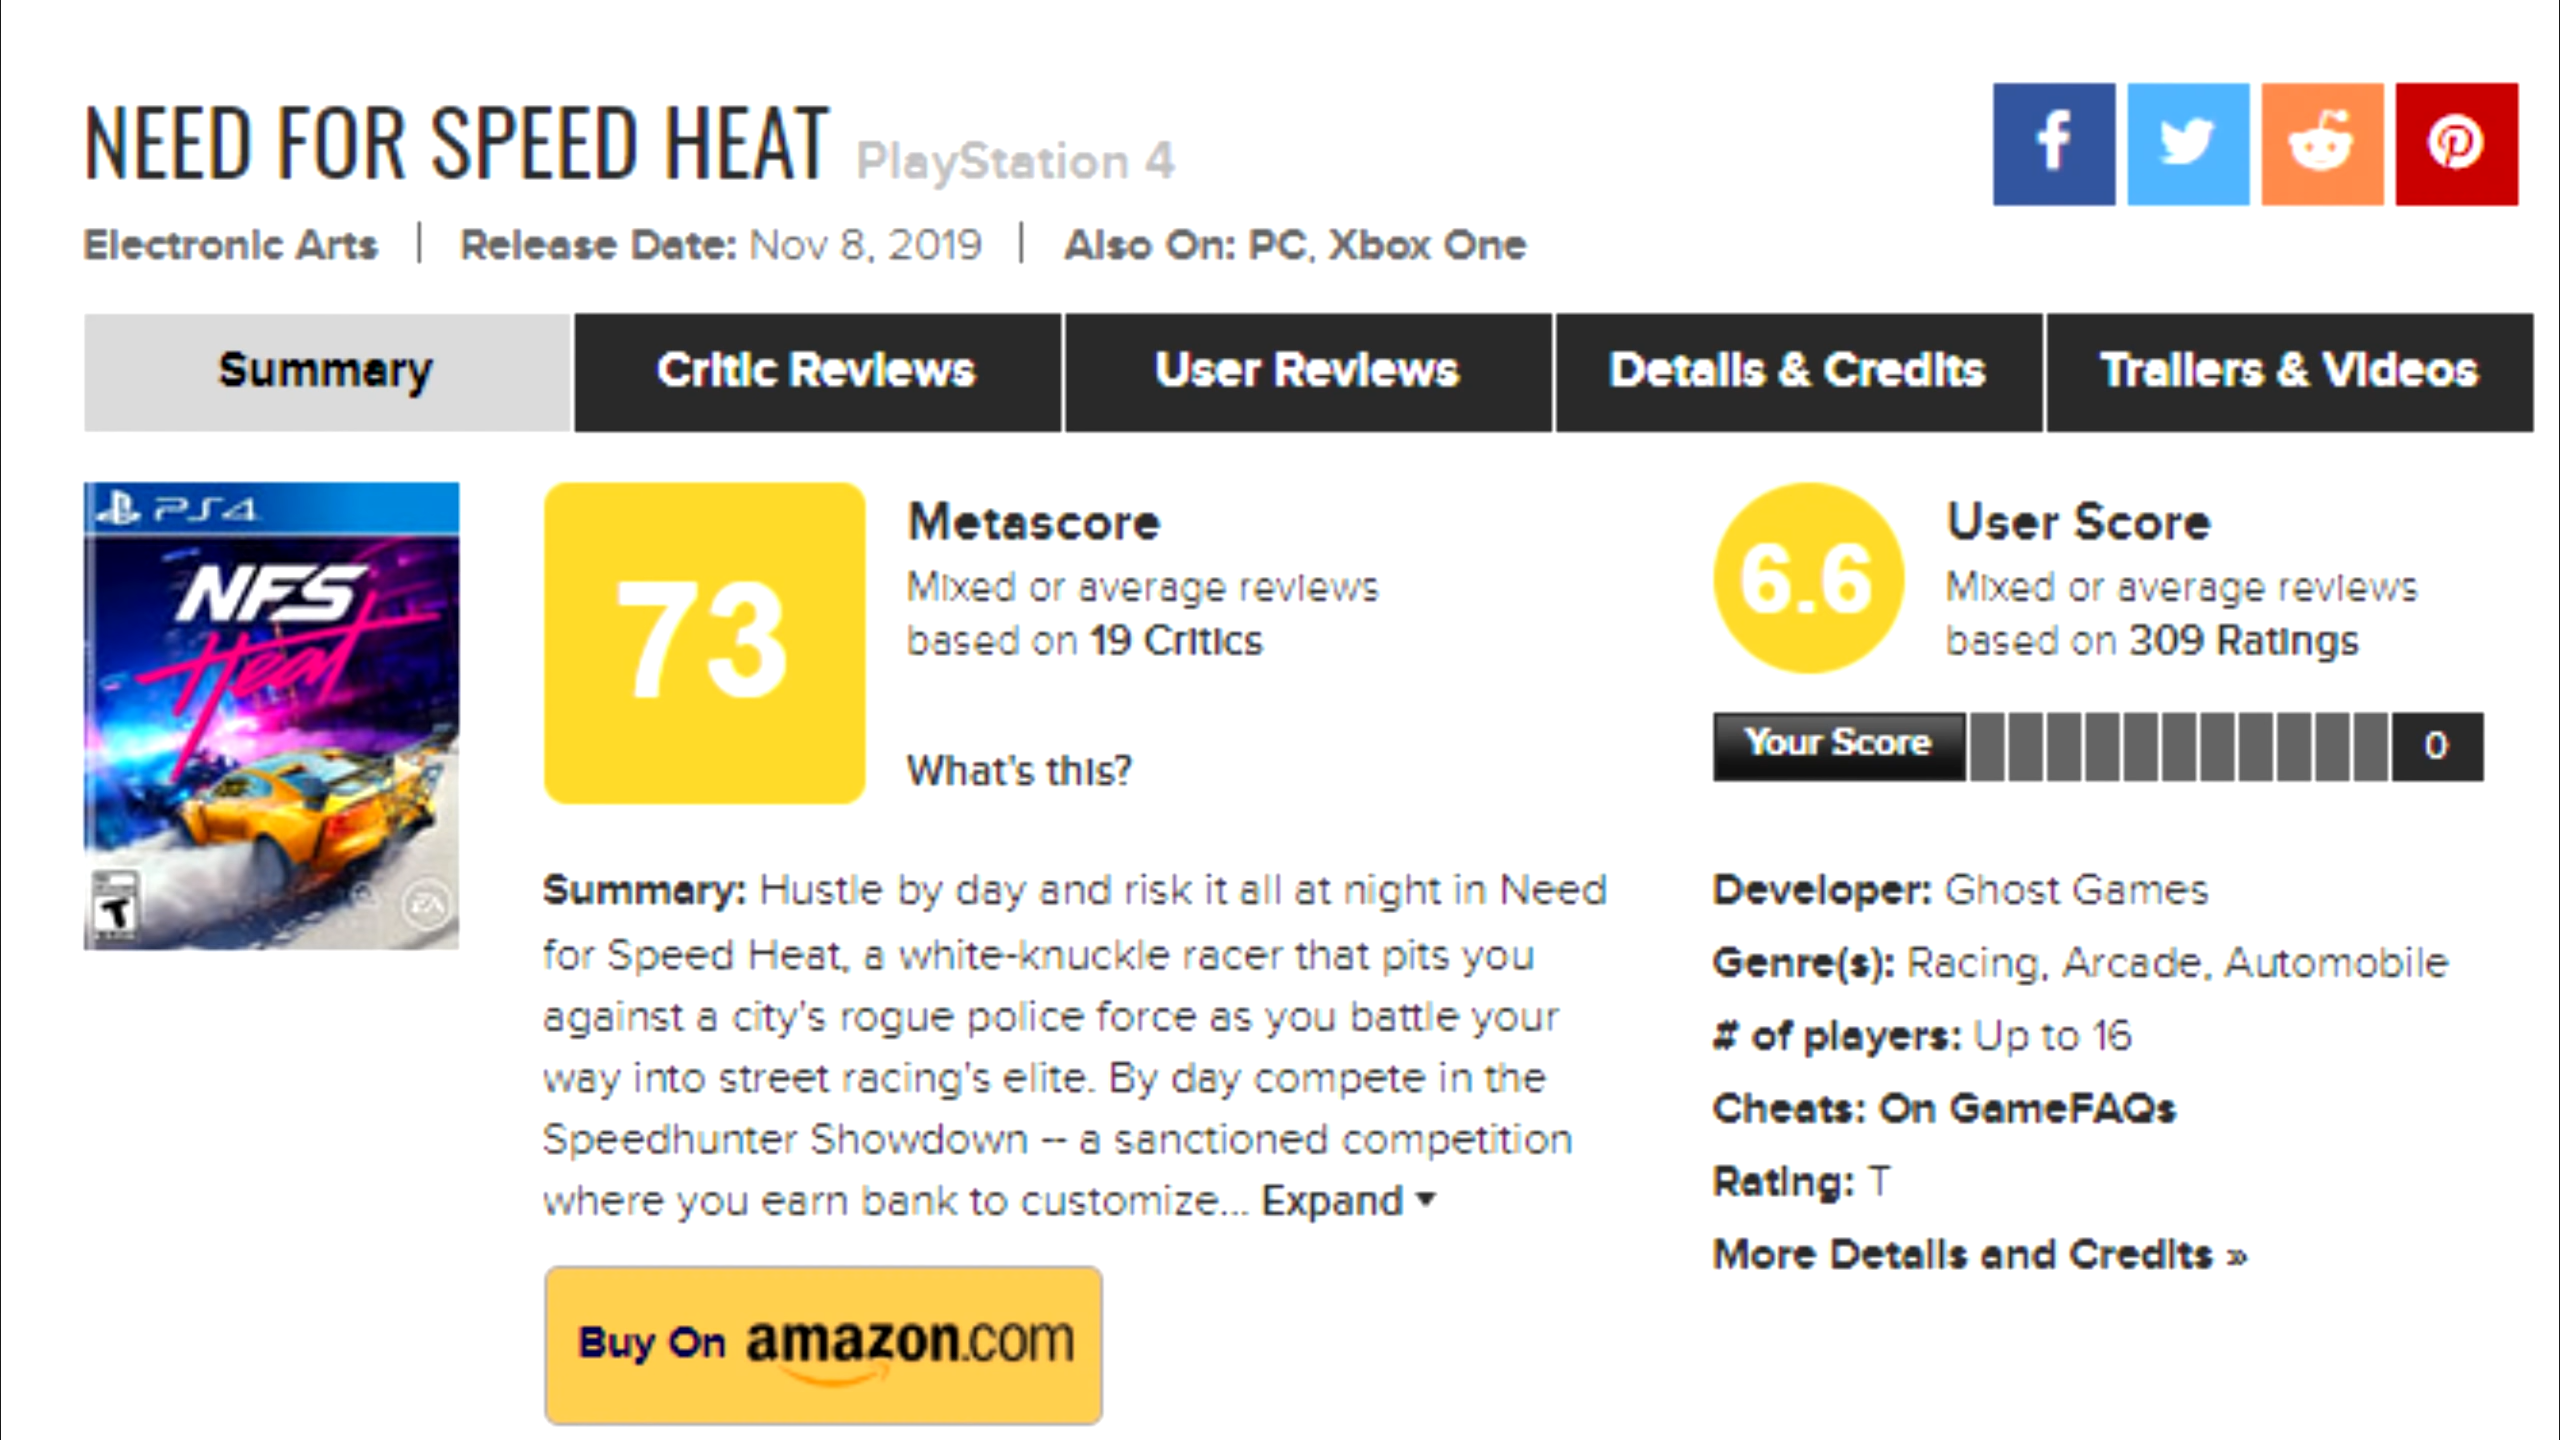 NEED FOR SPEED HEAT PlayStation 4
Electronic Arts | Release Date: Nov 8, 2019 | Also On: PC, Xbox One
Summary
Critic Reviews
User Reviews
Details & Credits
Trailers & Videos
PS4
NFS
Heat
T
EA
73
Metascore
Mixed or average reviews
based on 19 Critics
What's this?
6.6
User Score
Mixed or average reviews
based on 309 Ratings
Your Score
0
Summary: Hustle by day and risk it all at night in Need
for Speed Heat, a white-knuckle racer that pits you
against a city's rogue police force as you battle your
way into street racing's elite. By day compete in the
Speedhunter Showdown -- a sanctioned competition
where you earn bank to customize... Expand
Buy On amazon.com
Developer: Ghost Games
Genre(s): Racing, Arcade, Automobile
# of players: Up to 16
Cheats: On GameFAQs
Rating: T
More Details and Credits »